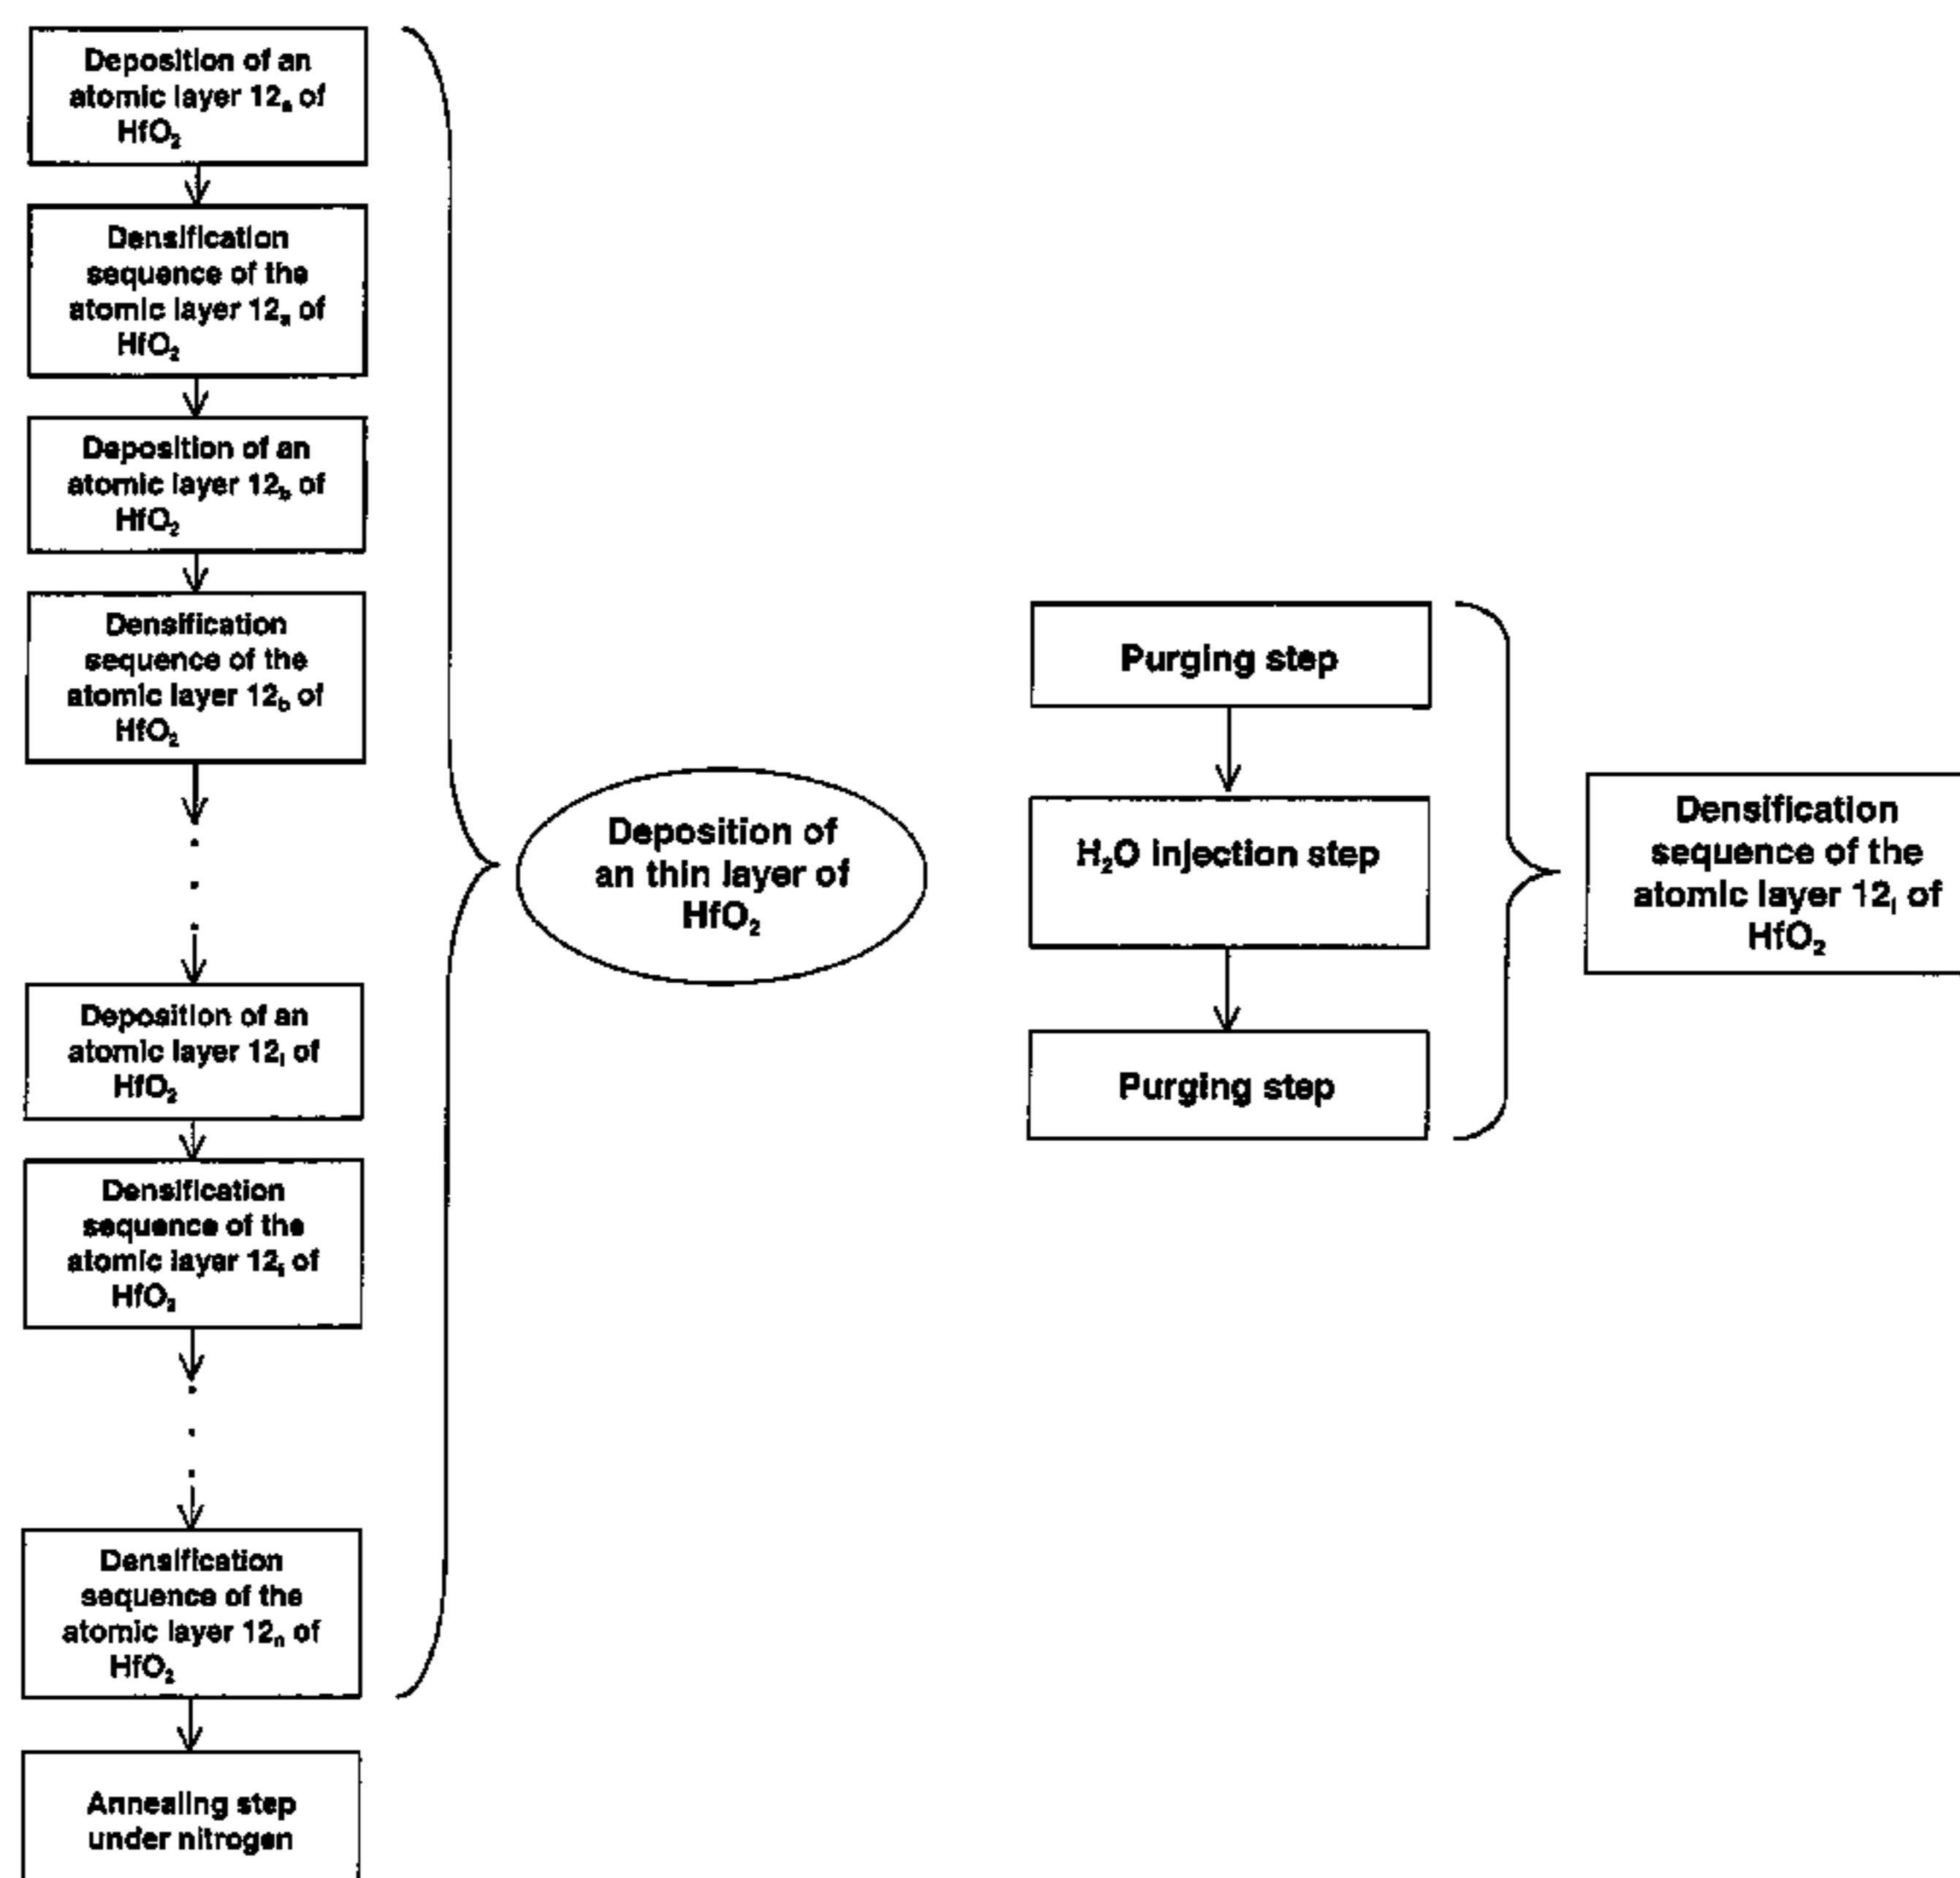 Deposition of an
atomic layer 12ₐ of
HfO₂
Densification
sequence of the
atomic layer 12ₐ of
HfO₂
Deposition of an
atomic layer 12b of
HfO₂
Densification
sequence of the
atomic layer 12b of
HfO₂
Deposition of an
atomic layer 12ᵢ of
HfO₂
Densification
sequence of the
atomic layer 12ᵢ of
HfO₂
Densification
sequence of the
atomic layer 12ₙ of
HfO₂
Annealing step
under nitrogen
Deposition of
an thin layer of
HfO₂
Purging step
H₂O injection step
Purging step
Densification
sequence of the
atomic layer 12ᵢ of
HfO₂